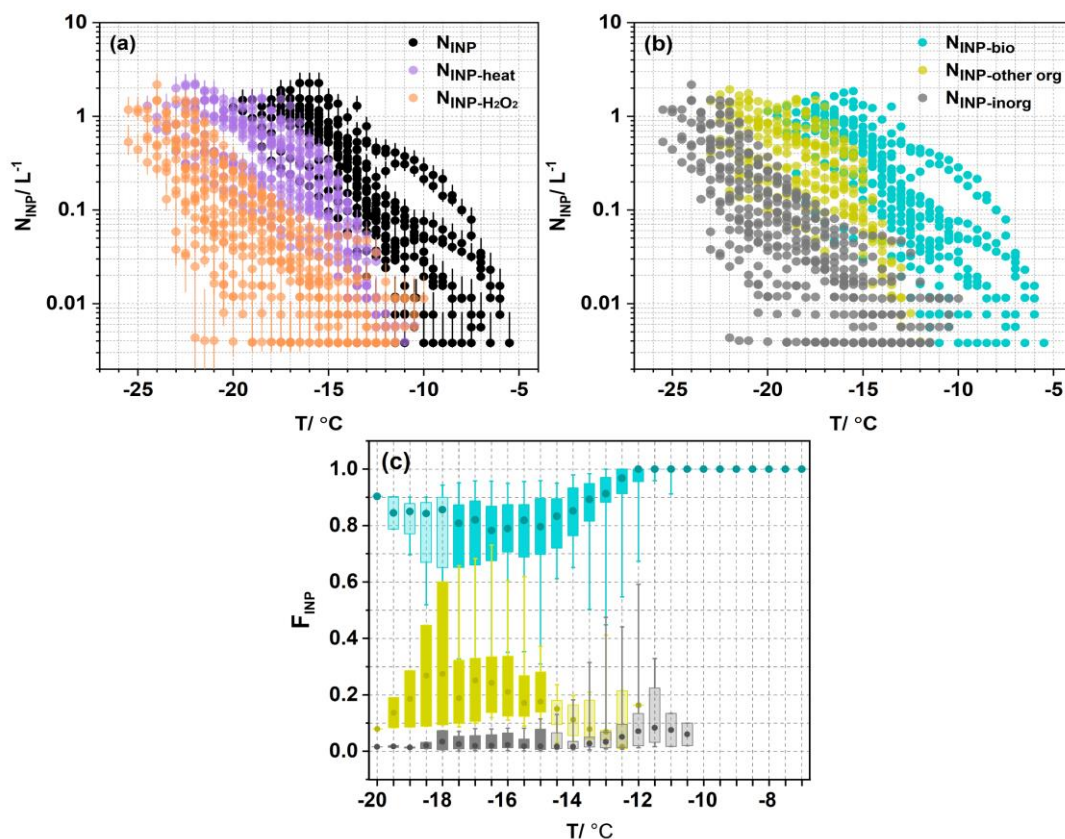 (a)
N_INP
N_INP-heat
N_INP-H₂O₂
10
1
0.1
0.01
N_INP/ L⁻¹
-25 -20 -15 -10 -5
T/ °C
(b)
N_INP-bio
N_INP-other org
N_INP-inorg
10
1
0.1
0.01
N_INP/ L⁻¹
-25 -20 -15 -10 -5
T/ °C
(c)
1.0
0.8
0.6
0.4
0.2
0.0
F_INP
-20 -18 -16 -14 -12 -10 -8
T/ °C